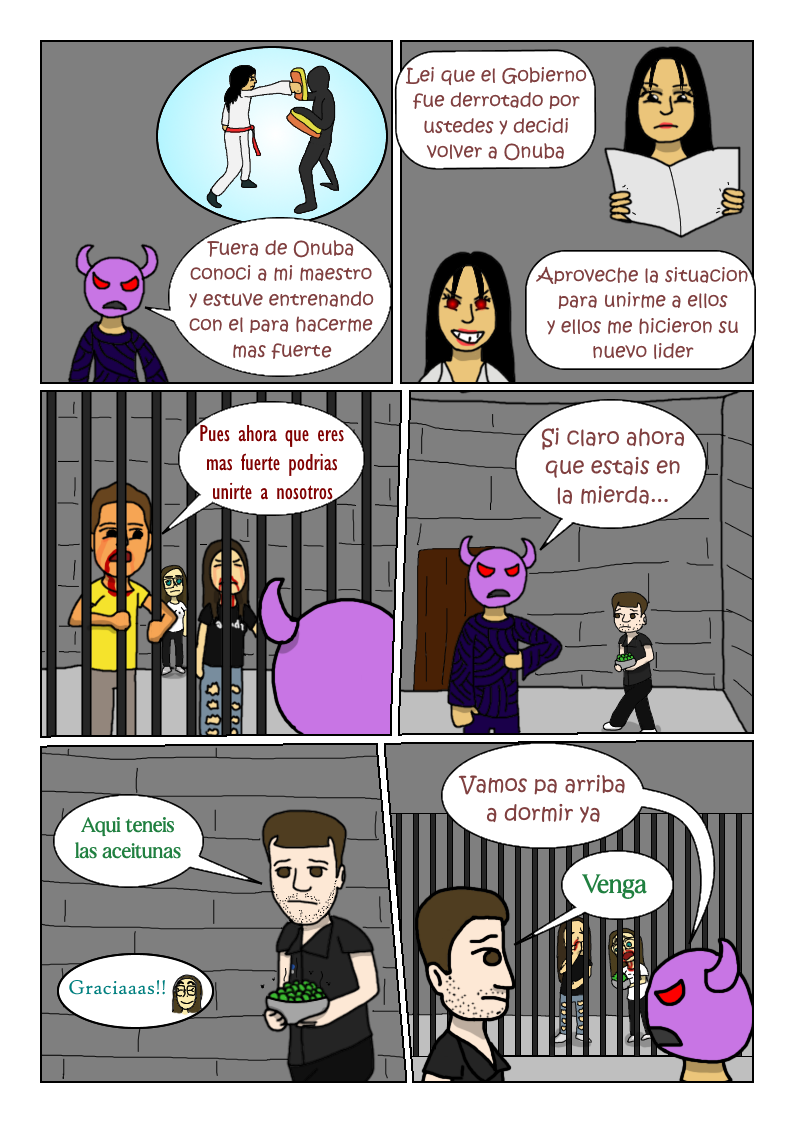 Fuera de Onuba
conoci a mi maestro
y estuve entrenando
con el para hacerme
mas fuerte
Lei que el Gobierno
fue derrotado por
ustedes y decidi
volver a Onuba
Aproveche la situacion
para unirme a ellos
y ellos me hicieron su
nuevo lider
Pues ahora que eres
mas fuerte podrias
unirte a nosotros
Si claro ahora
que estais en
la mierda...
Aqui teneis
las aceitunas
Graciaaas!!
Vamos pa arriba
a dormir ya
Venga